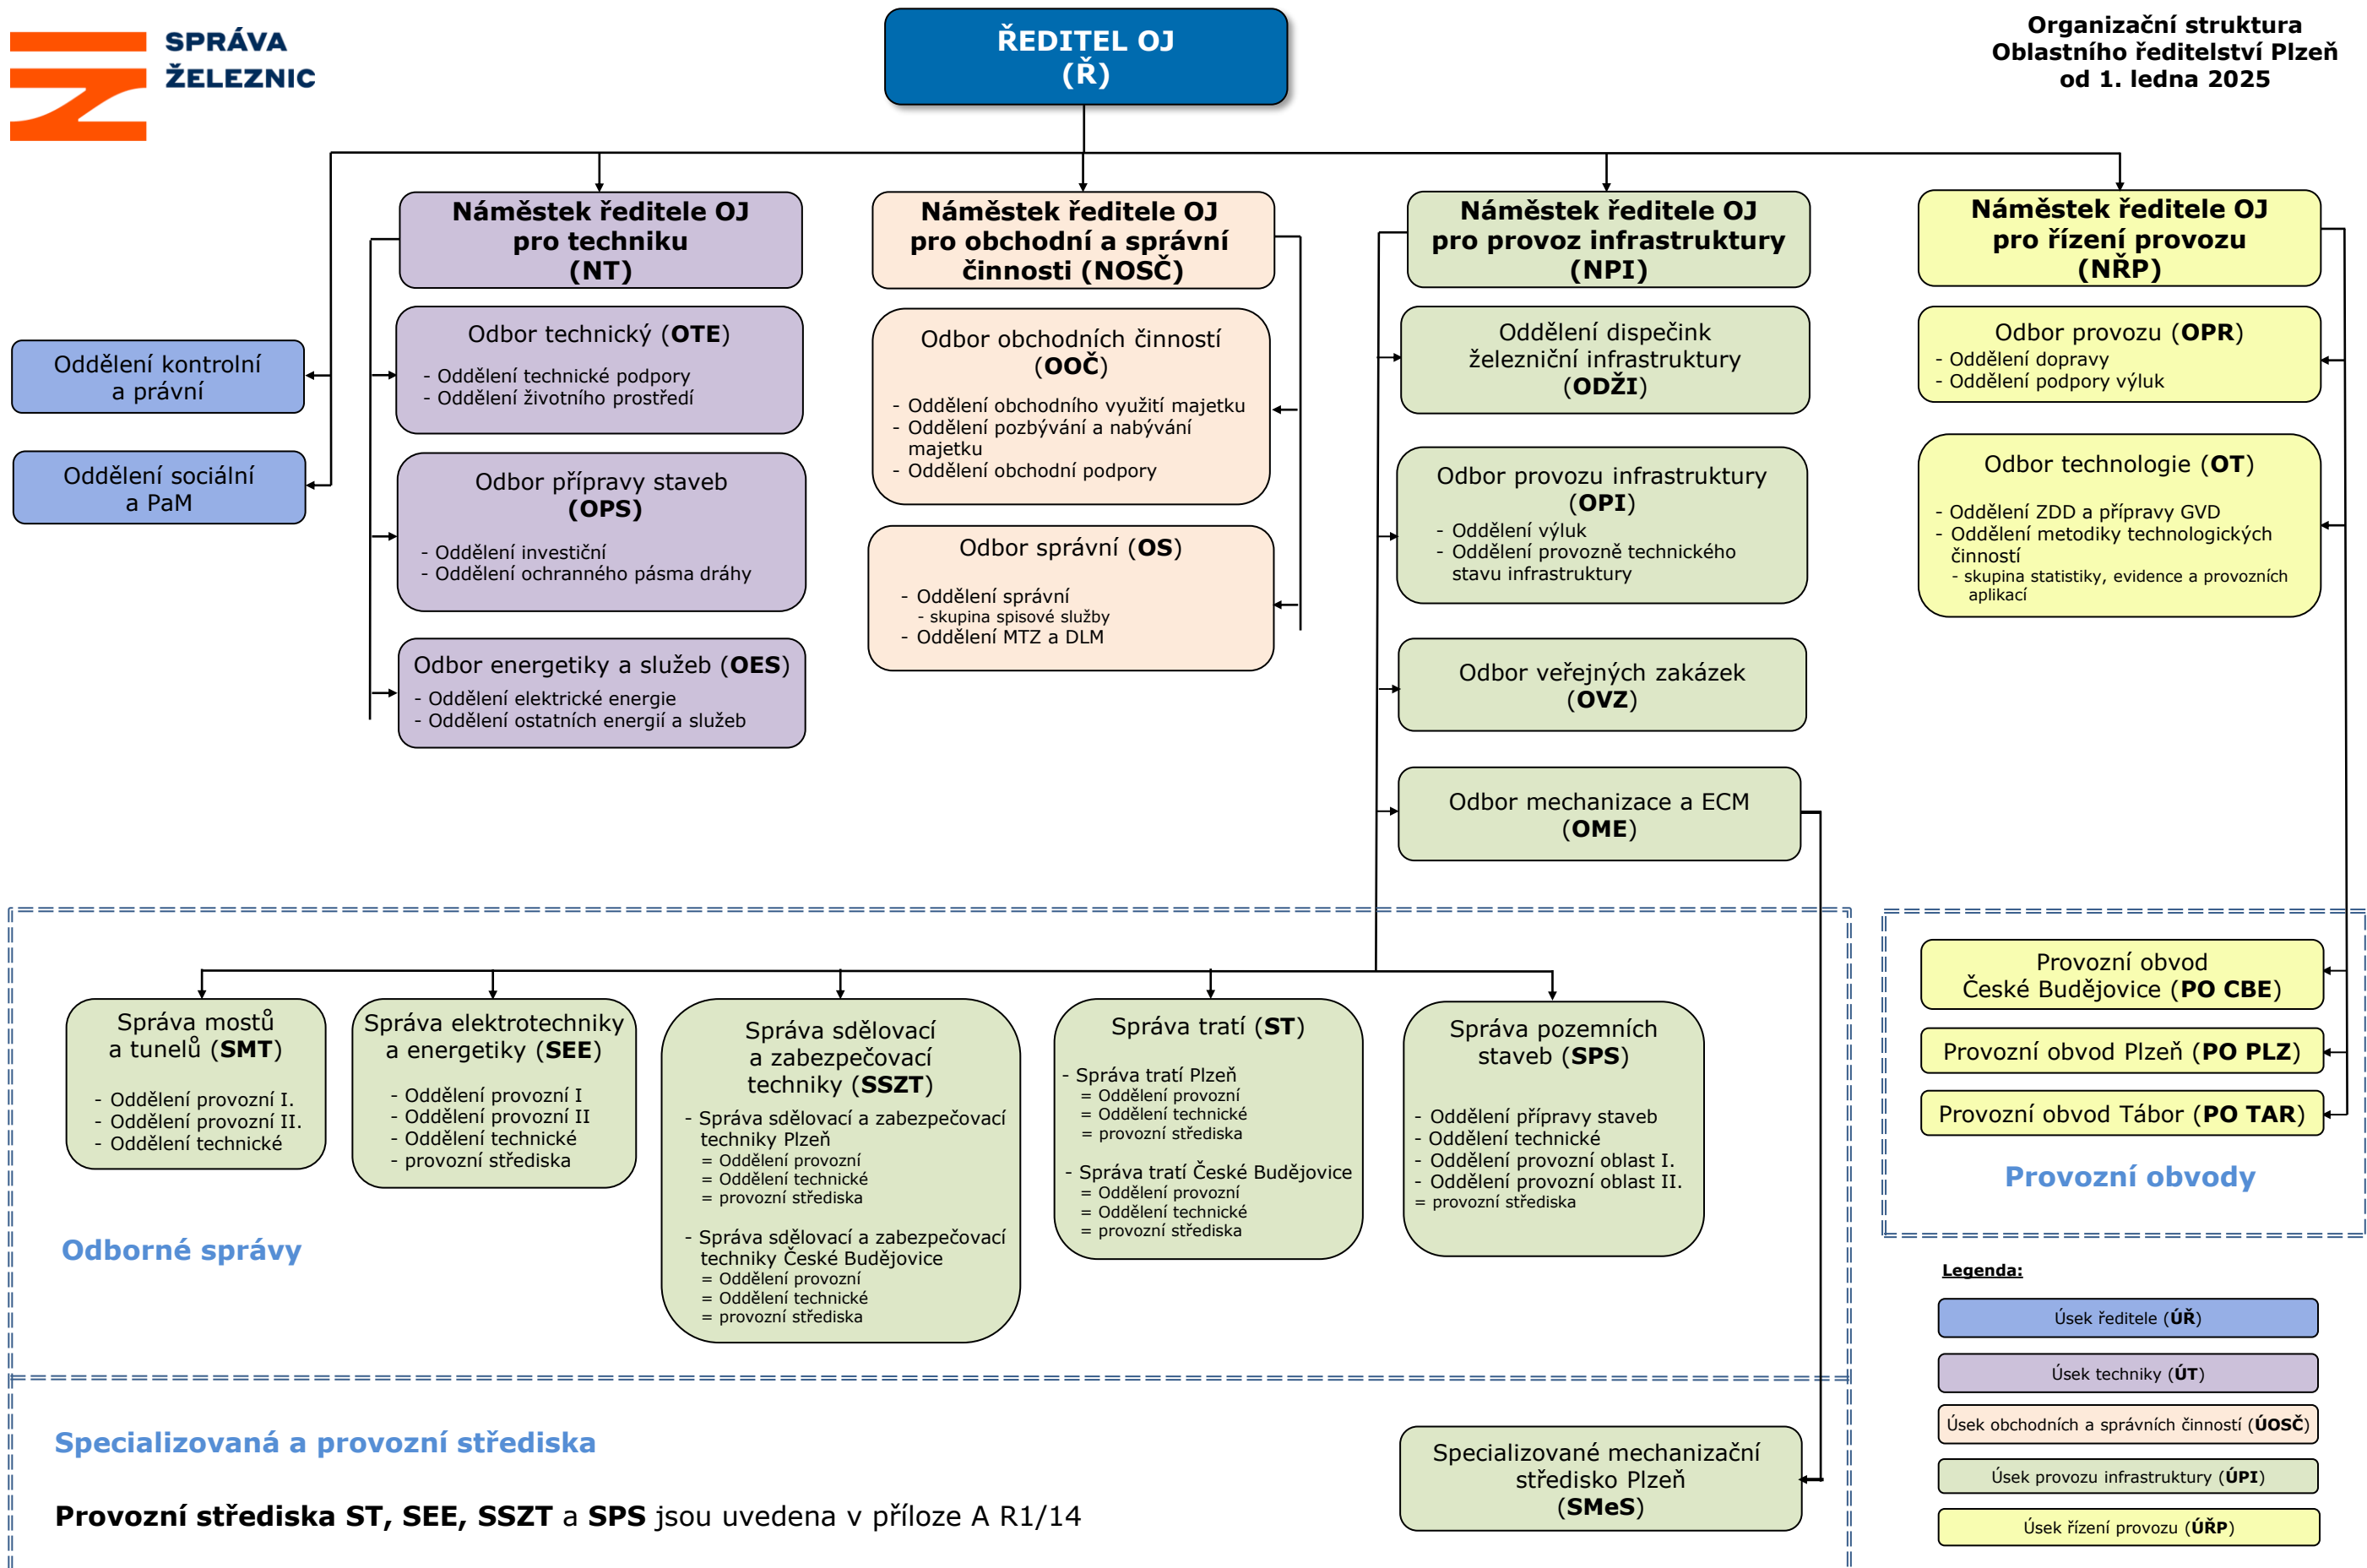 SPRÁVA
ŽELEZNIC
ŘEDITEL OJ
(Ř)
Organizační struktura
Oblastního ředitelství Plzeň
od 1. ledna 2025
Oddělení kontrolní
a právní
Oddělení sociální
a PaM
Náměstek ředitele OJ
pro techniku
(NT)
Odbor technický (OTE)
- Oddělení technické podpory
- Oddělení životního prostředí
Odbor přípravy staveb
(OPS)
- Oddělení investiční
- Oddělení ochranného pásma dráhy
Odbor energetiky a služeb (OES)
- Oddělení elektrické energie
- Oddělení ostatních energií a služeb
Náměstek ředitele OJ
pro obchodní a správní
činnosti (NOSČ)
Odbor obchodních činností
(OOČ)
- Oddělení obchodního využití majetku
- Oddělení pozbývání a nabývání
majetku
- Oddělení obchodní podpory
Odbor správní (OS)
- Oddělení správní
- skupina spisové služby
- Oddělení MTZ a DLM
Náměstek ředitele OJ
pro provoz infrastruktury
(NPI)
Oddělení dispečink
železniční infrastruktury
(ODŽI)
Odbor provozu infrastruktury
(OPI)
- Oddělení výluk
- Oddělení provozně technického
stavu infrastruktury
Odbor veřejných zakázek
(OVZ)
Odbor mechanizace a ECM
(OME)
Náměstek ředitele OJ
pro řízení provozu
(NŘP)
Odbor provozu (OPR)
- Oddělení dopravy
- Oddělení podpory výluk
Odbor technologie (OT)
- Oddělení ZDD a přípravy GVD
- Oddělení metodiky technologických
činností
- skupina statistiky, evidence a provozních
aplikací
Správa mostů
a tunelů (SMT)
- Oddělení provozní I.
- Oddělení provozní II.
- Oddělení technické
Správa elektrotechniky
a energetiky (SEE)
- Oddělení provozní I
- Oddělení provozní II
- Oddělení technické
- provozní střediska
Správa sdělovací
a zabezpečovací
techniky (SSZT)
- Správa sdělovací a zabezpečovací
techniky Plzeň
= Oddělení provozní
= Oddělení technické
= provozní střediska
- Správa sdělovací a zabezpečovací
techniky České Budějovice
= Oddělení provozní
= Oddělení technické
= provozní střediska
Správa tratí (ST)
- Správa tratí Plzeň
= Oddělení provozní
= Oddělení technické
= provozní střediska
- Správa tratí České Budějovice
= Oddělení provozní
= Oddělení technické
= provozní střediska
Správa pozemních
staveb (SPS)
- Oddělení přípravy staveb
- Oddělení technické
- Oddělení provozní oblast I.
- Oddělení provozní oblast II.
= provozní střediska
Odborné správy
Provozní obvod
České Budějovice (PO CBE)
Provozní obvod Plzeň (PO PLZ)
Provozní obvod Tábor (PO TAR)
Provozní obvody
Specializovaná a provozní střediska
Provozní střediska ST, SEE, SSZT a SPS jsou uvedena v příloze A R1/14
Specializované mechanizační
středisko Plzeň
(SMeS)
Legenda:
Úsek ředitele (ÚŘ)
Úsek techniky (ÚT)
Úsek obchodních a správních činností (ÚOSČ)
Úsek provozu infrastruktury (ÚPI)
Úsek řízení provozu (ÚŘP)